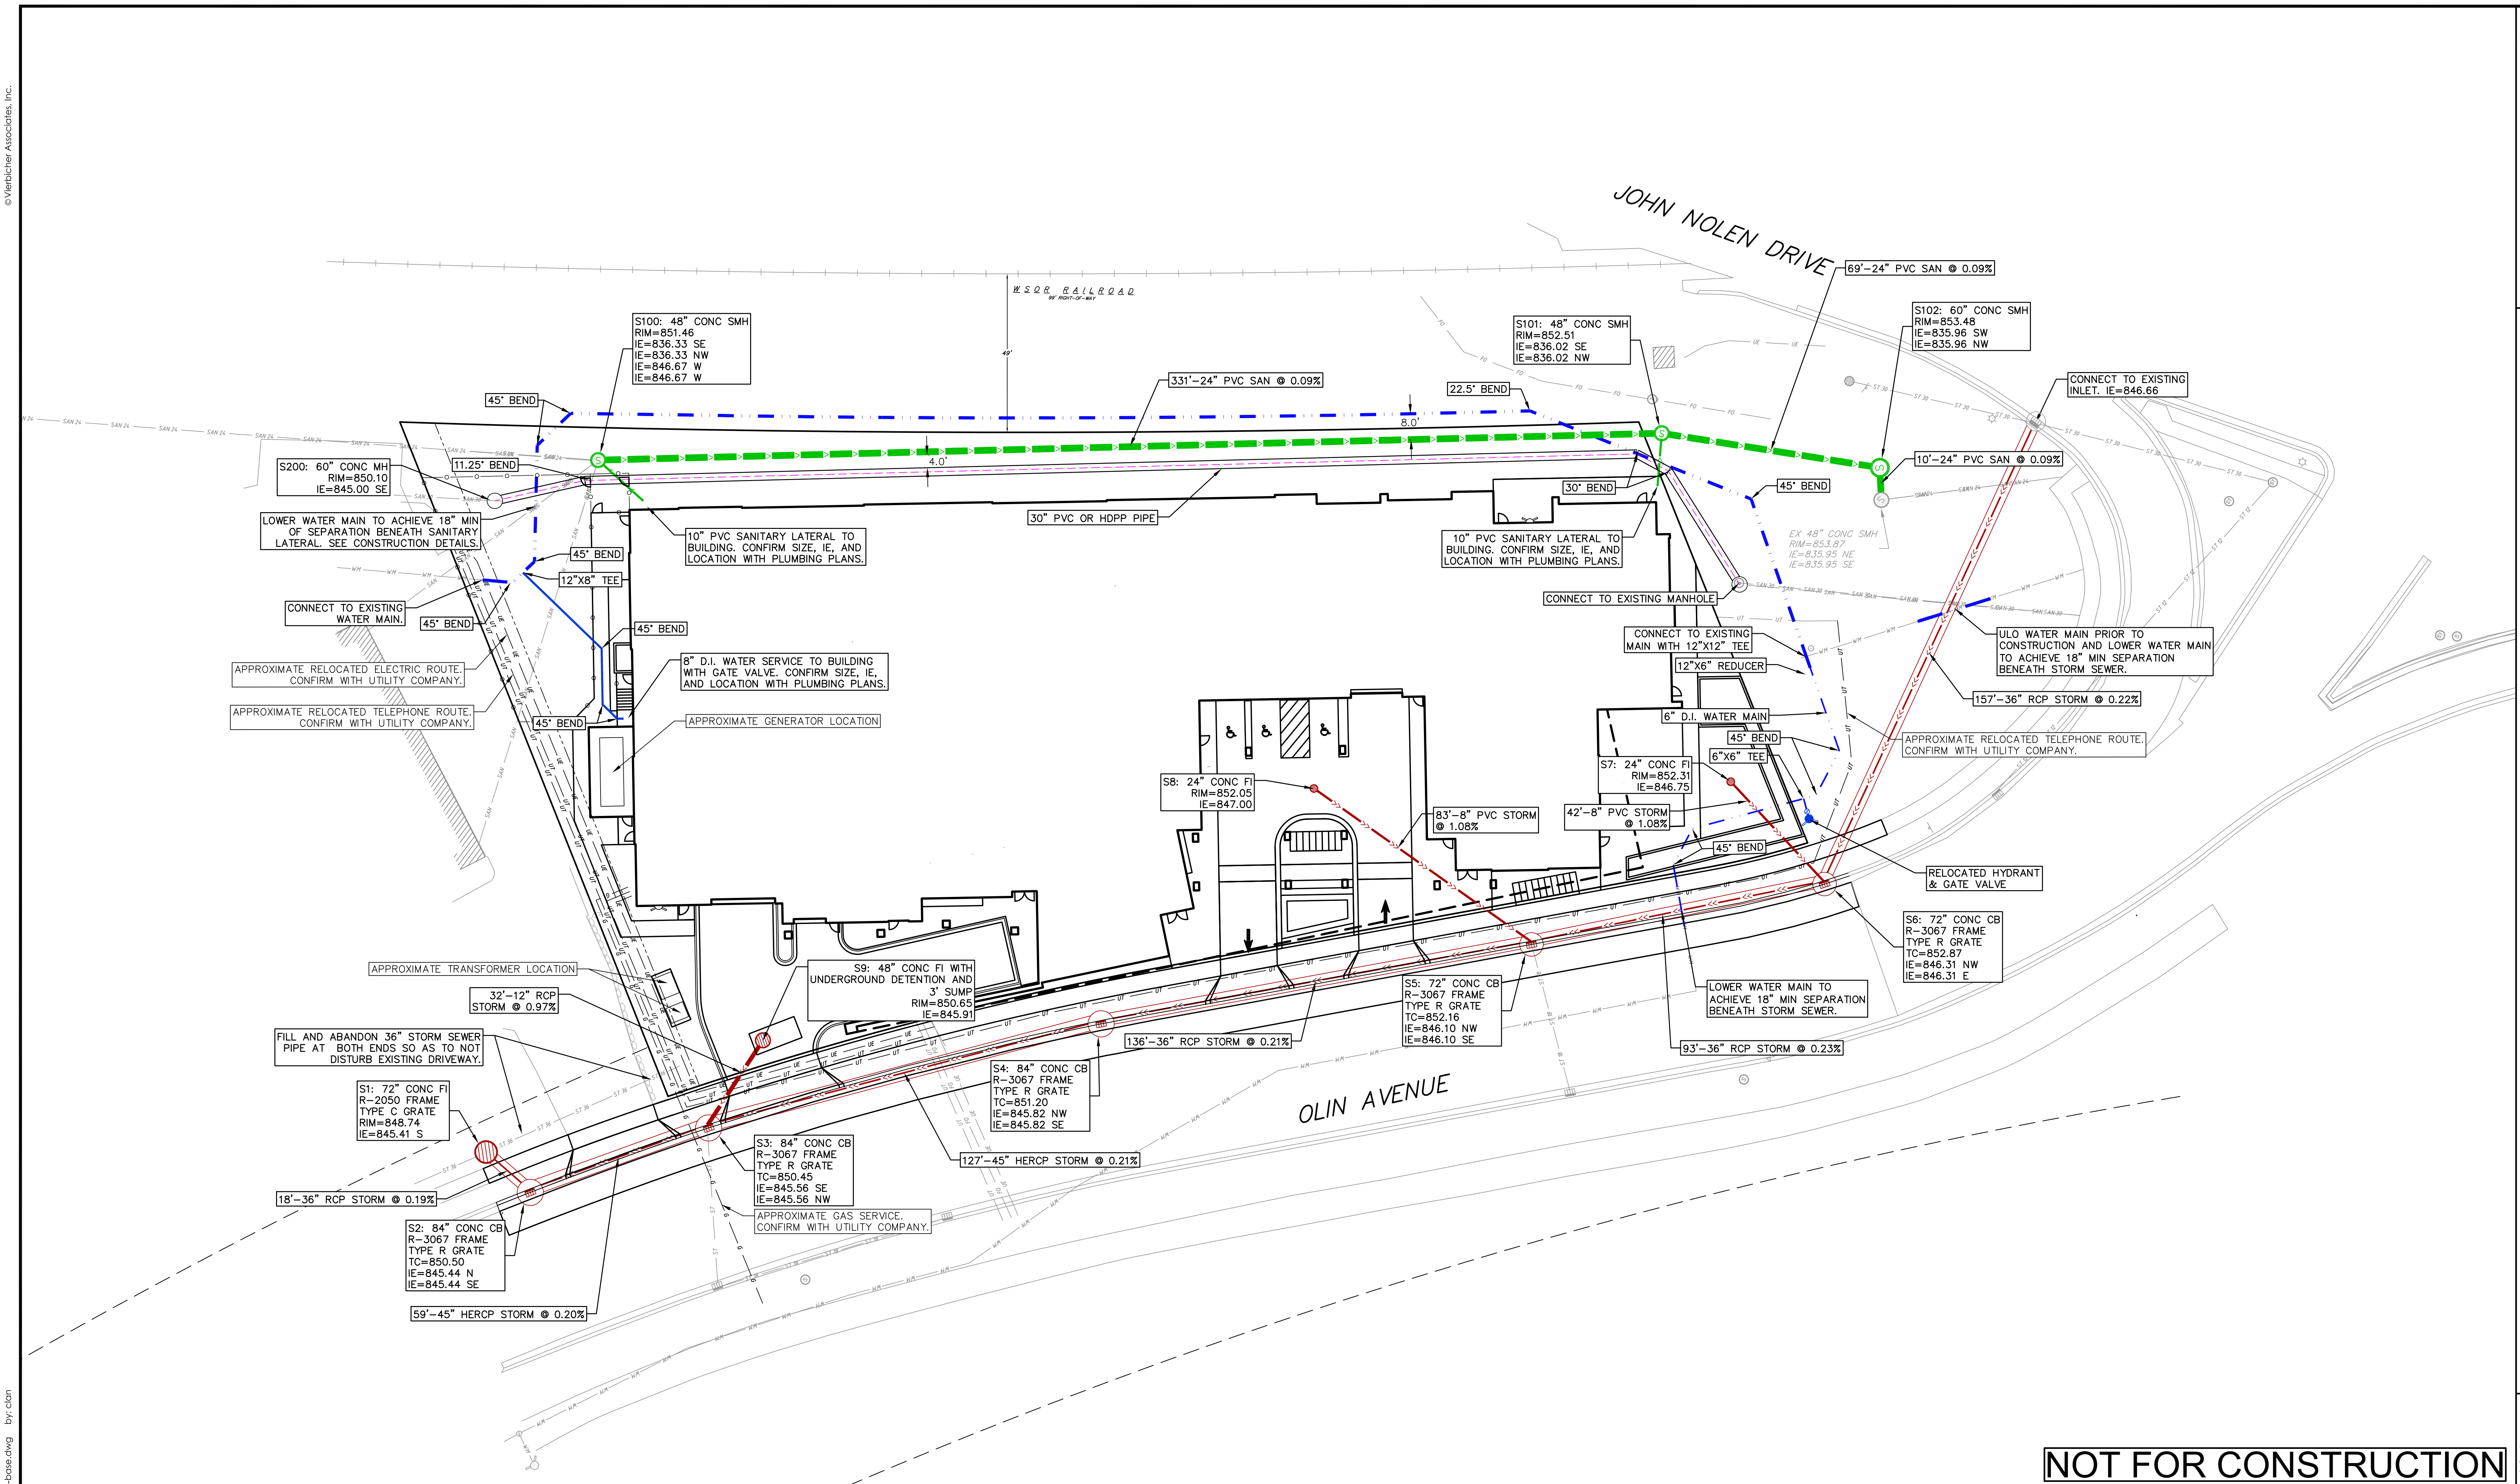 ©Vierbicher Associates, Inc.
-base.dwg by: clan
JOHN NOLEN DRIVE
WSOR RAILROAD
99' RIGHT-OF-WAY
49'
69'-24" PVC SAN @ 0.09%
S100: 48" CONC SMH
RIM=851.46
IE=836.33 SE
IE=836.33 NW
IE=846.67 W
IE=846.67 W
S101: 48" CONC SMH
RIM=852.51
IE=836.02 SE
IE=836.02 NW
S102: 60" CONC SMH
RIM=853.48
IE=835.96 SW
IE=835.96 NW
331'-24" PVC SAN @ 0.09%
22.5° BEND
CONNECT TO EXISTING
INLET. IE=846.66
45° BEND
8.0'
4.0'
11.25° BEND
S200: 60" CONC MH
RIM=850.10
IE=845.00 SE
10'-24" PVC SAN @ 0.09%
30° BEND
45° BEND
30" PVC OR HDPP PIPE
LOWER WATER MAIN TO ACHIEVE 18" MIN
OF SEPARATION BENEATH SANITARY
LATERAL. SEE CONSTRUCTION DETAILS.
10" PVC SANITARY LATERAL TO
BUILDING. CONFIRM SIZE, IE, AND
LOCATION WITH PLUMBING PLANS.
10" PVC SANITARY LATERAL TO
BUILDING. CONFIRM SIZE, IE, AND
LOCATION WITH PLUMBING PLANS.
EX 48" CONC SMH
RIM=853.87
IE=835.95 NE
IE=835.95 SE
45° BEND
12"X8" TEE
CONNECT TO EXISTING
WATER MAIN.
45° BEND
45° BEND
CONNECT TO EXISTING MANHOLE
CONNECT TO EXISTING
MAIN WITH 12"X12" TEE
12"X6" REDUCER
ULO WATER MAIN PRIOR TO
CONSTRUCTION AND LOWER WATER MAIN
TO ACHIEVE 18" MIN SEPARATION
BENEATH STORM SEWER.
157'-36" RCP STORM @ 0.22%
APPROXIMATE RELOCATED ELECTRIC ROUTE.
CONFIRM WITH UTILITY COMPANY.
8" D.I. WATER SERVICE TO BUILDING
WITH GATE VALVE. CONFIRM SIZE, IE,
AND LOCATION WITH PLUMBING PLANS.
APPROXIMATE RELOCATED TELEPHONE ROUTE.
CONFIRM WITH UTILITY COMPANY.
45° BEND
APPROXIMATE GENERATOR LOCATION
6" D.I. WATER MAIN
45° BEND
6"X6" TEE
APPROXIMATE RELOCATED TELEPHONE ROUTE.
CONFIRM WITH UTILITY COMPANY.
S7: 24" CONC FI
RIM=852.31
IE=846.75
S8: 24" CONC FI
RIM=852.05
IE=847.00
83'-8" PVC STORM
@ 1.08%
42'-8" PVC STORM
@ 1.08%
45° BEND
RELOCATED HYDRANT
& GATE VALVE
S6: 72" CONC CB
R-3067 FRAME
TYPE R GRATE
TC=852.87
IE=846.31 NW
IE=846.31 E
APPROXIMATE TRANSFORMER LOCATION
S9: 48" CONC FI WITH
UNDERGROUND DETENTION AND
3' SUMP
RIM=850.65
IE=845.91
32'-12" RCP
STORM @ 0.97%
S5: 72" CONC CB
R-3067 FRAME
TYPE R GRATE
TC=852.16
IE=846.10 NW
IE=846.10 SE
LOWER WATER MAIN TO
ACHIEVE 18" MIN SEPARATION
BENEATH STORM SEWER.
FILL AND ABANDON 36" STORM SEWER
PIPE AT BOTH ENDS SO AS TO NOT
DISTURB EXISTING DRIVEWAY.
136'-36" RCP STORM @ 0.21%
93'-36" RCP STORM @ 0.23%
S4: 84" CONC CB
R-3067 FRAME
TYPE R GRATE
TC=851.20
IE=845.82 NW
IE=845.82 SE
S1: 72" CONC FI
R-2050 FRAME
TYPE C GRATE
RIM=848.74
IE=845.41 S
OLIN AVENUE
S3: 84" CONC CB
R-3067 FRAME
TYPE R GRATE
TC=850.45
IE=845.56 SE
IE=845.56 NW
127'-45" HERCP STORM @ 0.21%
18'-36" RCP STORM @ 0.19%
APPROXIMATE GAS SERVICE.
CONFIRM WITH UTILITY COMPANY.
S2: 84" CONC CB
R-3067 FRAME
TYPE R GRATE
TC=850.50
IE=845.44 N
IE=845.44 SE
59'-45" HERCP STORM @ 0.20%
NOT FOR CONSTRUCTION